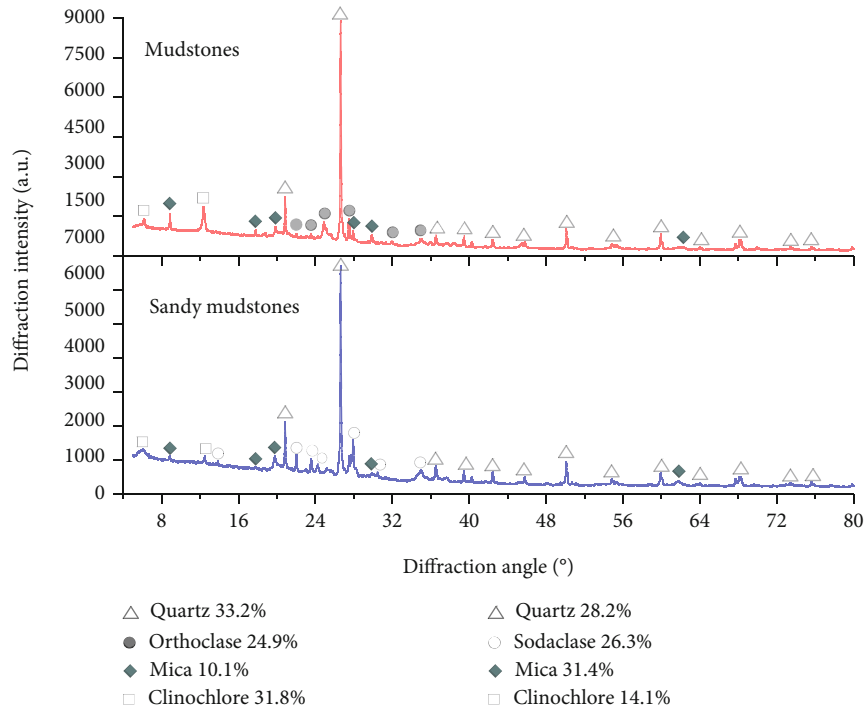 9000
7500
6000
4500
3000
1500
7000
Mudstones
6000
5000
4000
3000
2000
1000
0
Sandy mudstones
Diffraction intensity (a.u.)
8 16 24 32 40 48 56 64 72 80
Diffraction angle (°)
Quartz 33.2%
Orthoclase 24.9%
Mica 10.1%
Clinochlore 31.8%
Quartz 28.2%
Sodaclase 26.3%
Mica 31.4%
Clinochlore 14.1%